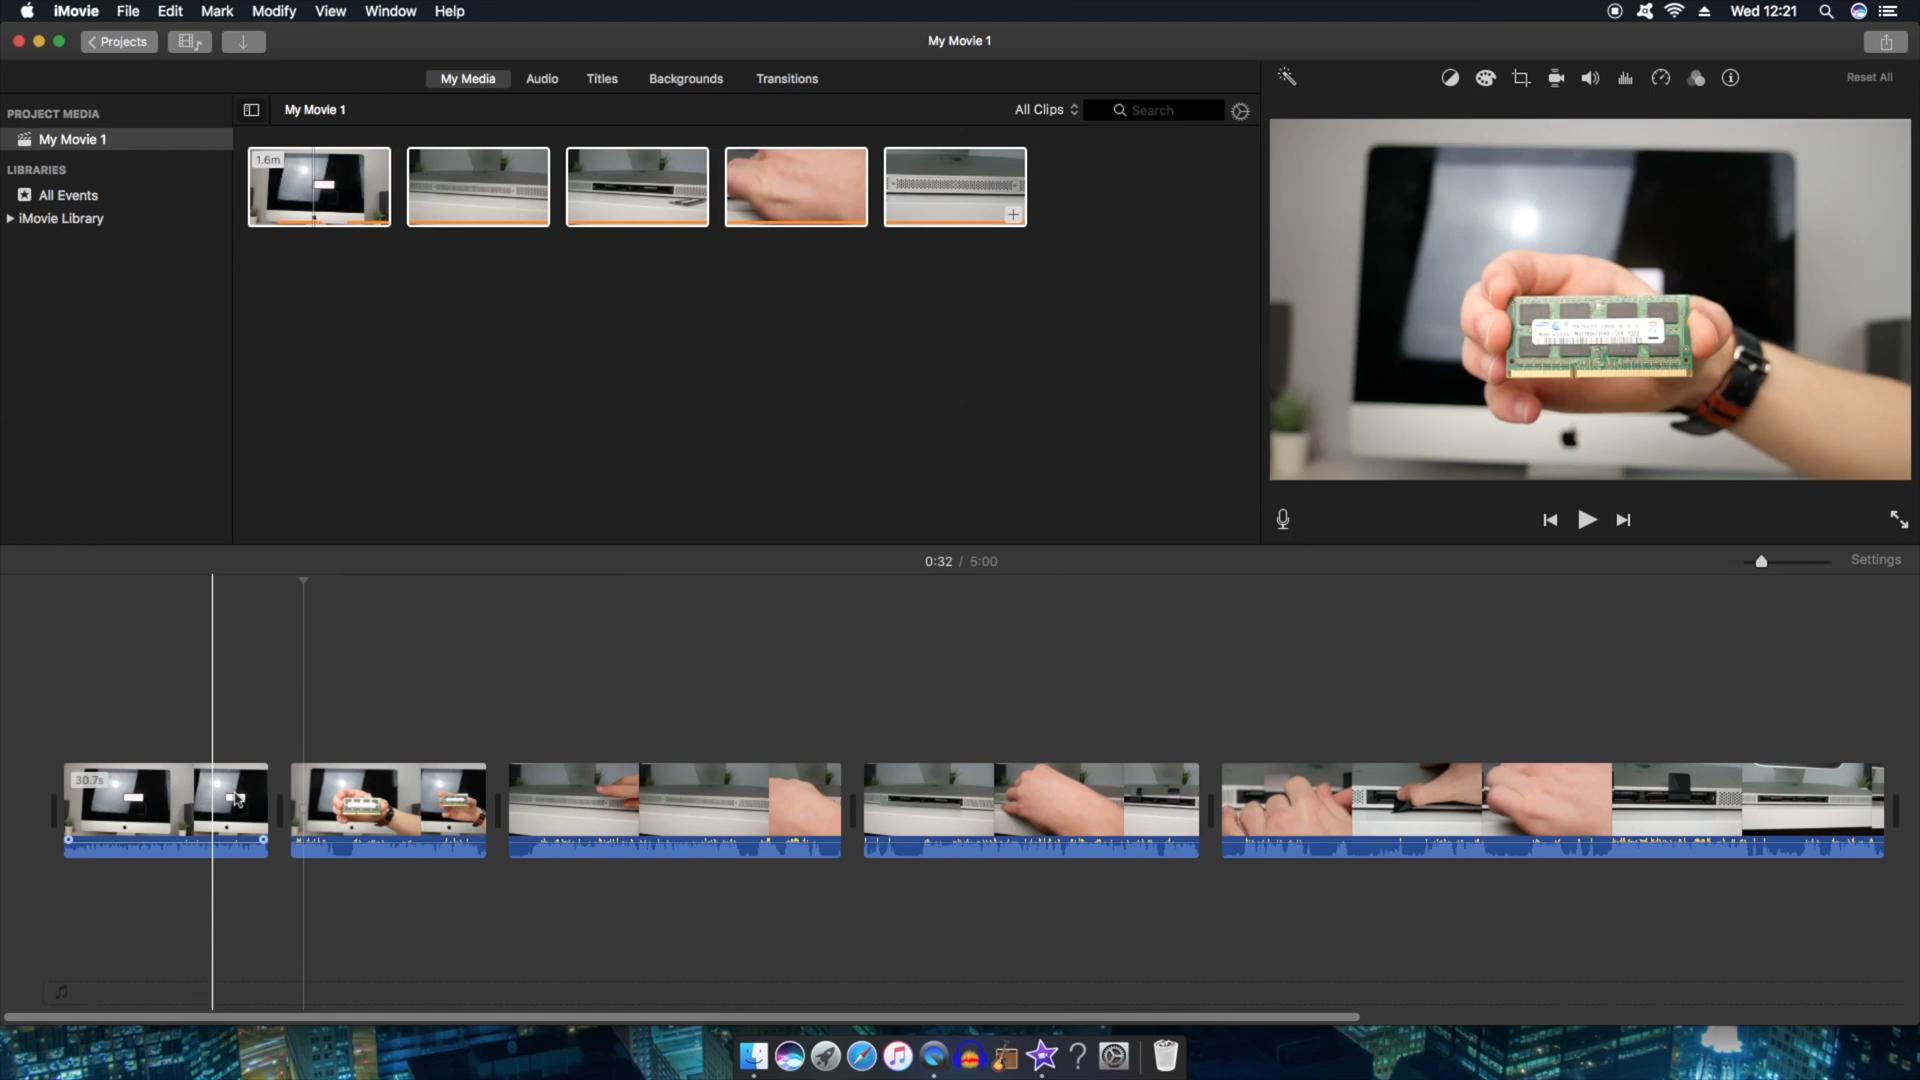 iMovie File Edit Mark Modify View Window Help Wed 12:21
Projects My Movie 1
My Media Audio Titles Backgrounds Transitions Reset All
PROJECT MEDIA My Movie 1 All Clips Search
My Movie 1
LIBRARIES
All Events
iMovie Library
1.6m
0:32 / 5:00 Settings
30.7s